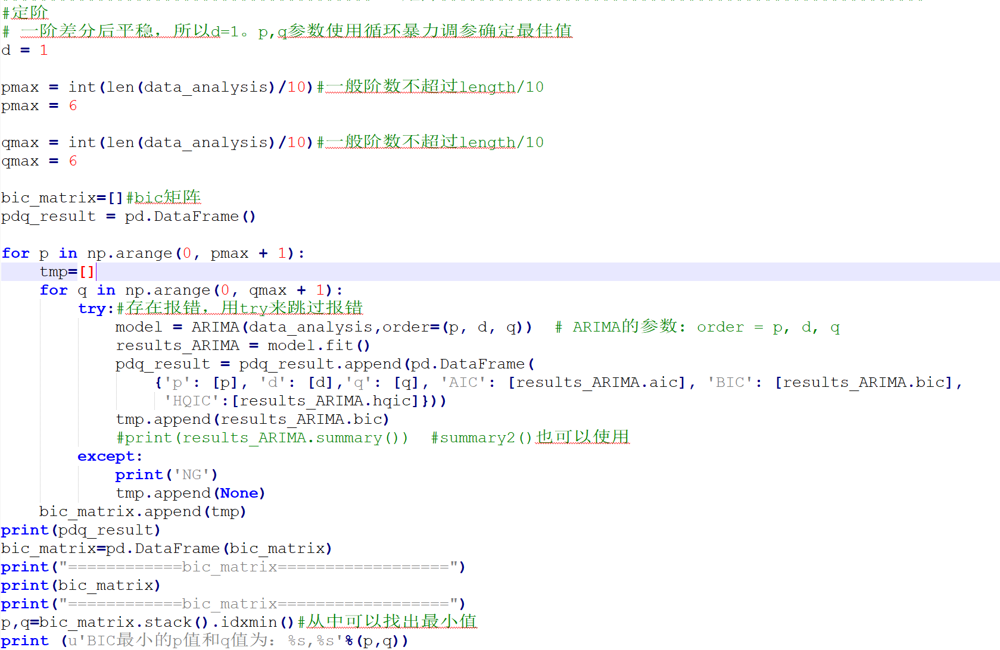 #定阶
# 一阶差分后平稳，所以d=1。p,q参数使用循环暴力调参确定最佳值
d = 1
pmax = int(len(data_analysis)/10)#一般阶数不超过length/10
pmax = 6
qmax = int(len(data_analysis)/10)#一般阶数不超过length/10
qmax = 6
bic_matrix=[]#bic矩阵
pdq_result = pd.DataFrame()
for p in np.arange(0, pmax + 1):
    tmp=[]
    for q in np.arange(0, qmax + 1):
        try:#存在报错，用try来跳过报错
            model = ARIMA(data_analysis,order=(p, d, q))  # ARIMA的参数: order = p, d, q
            results_ARIMA = model.fit()
            pdq_result = pdq_result.append(pd.DataFrame(
                {'p': [p], 'd': [d],'q': [q], 'AIC': [results_ARIMA.aic], 'BIC': [results_ARIMA.bic],
                 'HQIC':[results_ARIMA.hqic]}))
            tmp.append(results_ARIMA.bic)
            #print(results_ARIMA.summary())  #summary2()也可以使用
        except:
            print('NG')
            tmp.append(None)
    bic_matrix.append(tmp)
print(pdq_result)
bic_matrix=pd.DataFrame(bic_matrix)
print("============bic_matrix==================")
print(bic_matrix)
print("============bic_matrix==================")
p,q=bic_matrix.stack().idxmin()#从中可以找出最小值
print (u'BIC最小的p值和q值为：%s,%s'%(p,q))